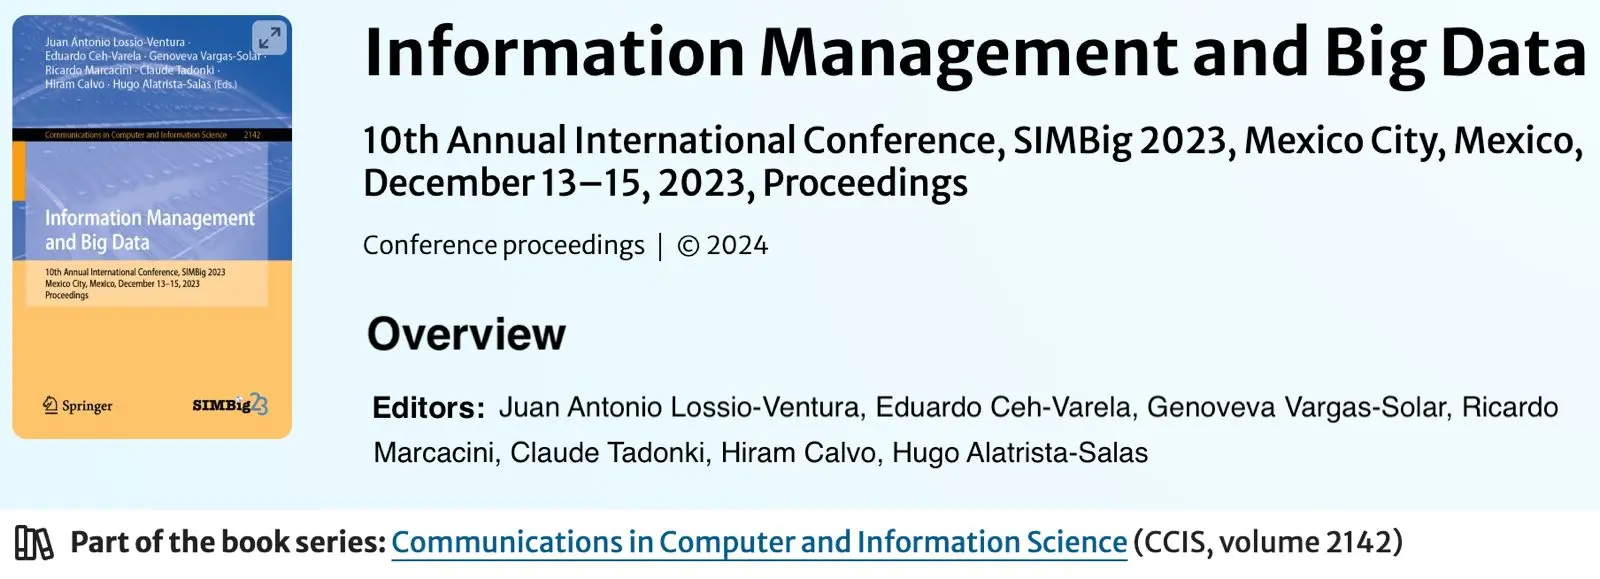 Juan Antonio Lossio-Ventura ·
Eduardo Ceh-Varela · Genoveva Vargas-Solar ·
Ricardo Marcacini · Claude Tadonki ·
Hiram Calvo · Hugo Alatrista-Salas (Eds.)
Communications in Computer and Information Science 2142
Information Management
and Big Data
10th Annual International Conference, SIMBig 2023
Mexico City, Mexico, December 13–15, 2023
Proceedings
Springer
SIMBig 23
Information Management and Big Data
10th Annual International Conference, SIMBig 2023, Mexico City, Mexico,
December 13–15, 2023, Proceedings
Conference proceedings | © 2024
Overview
Editors: Juan Antonio Lossio-Ventura, Eduardo Ceh-Varela, Genoveva Vargas-Solar, Ricardo
Marcacini, Claude Tadonki, Hiram Calvo, Hugo Alatrista-Salas
Part of the book series: Communications in Computer and Information Science (CCIS, volume 2142)